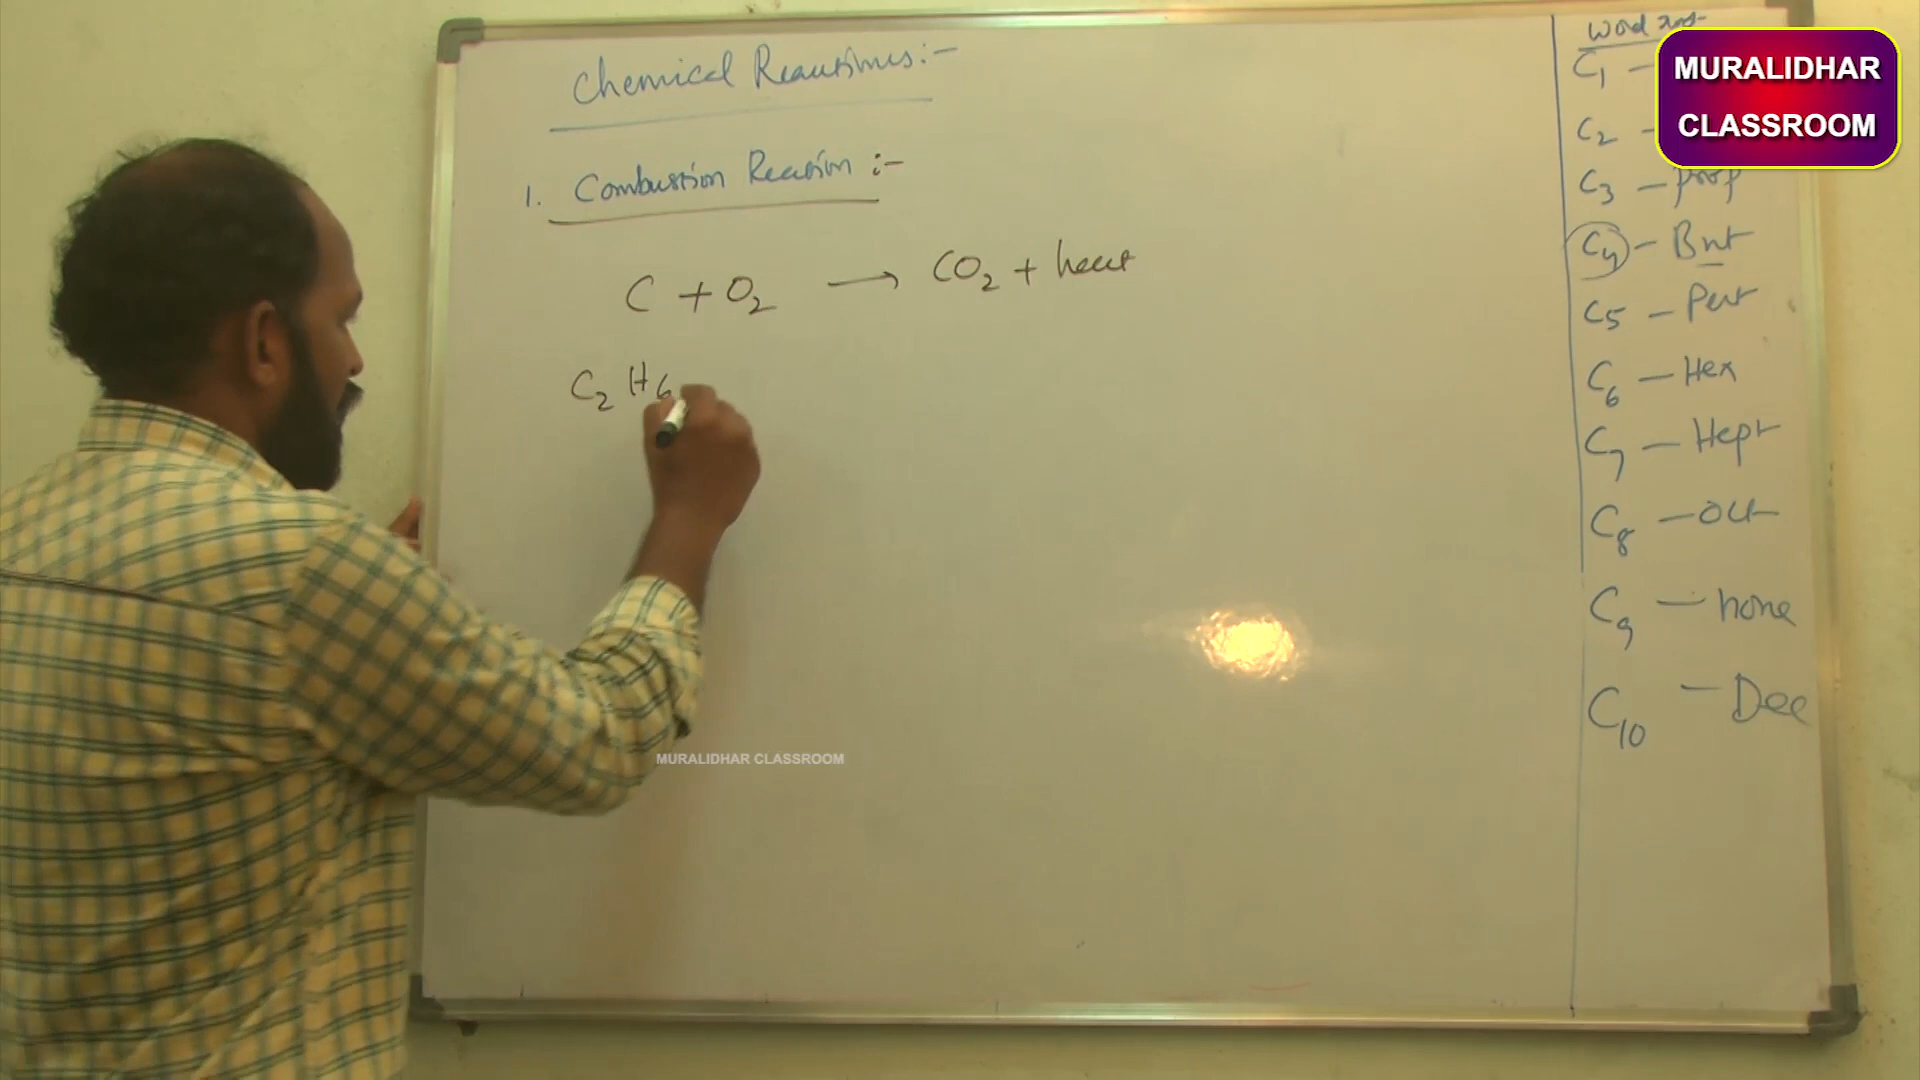 Chemical Reactions:-
1. Combustion Reaction :-
C + O2 → CO2 + heat
C2 H6
Word
C1 -
C2 -
C3 - prop
C4 - But
C5 - Pent
C6 - Hex
C7 - Hept
C8 - Oct
C9 - none
C10 - Dec
MURALIDHAR
CLASSROOM
MURALIDHAR CLASSROOM